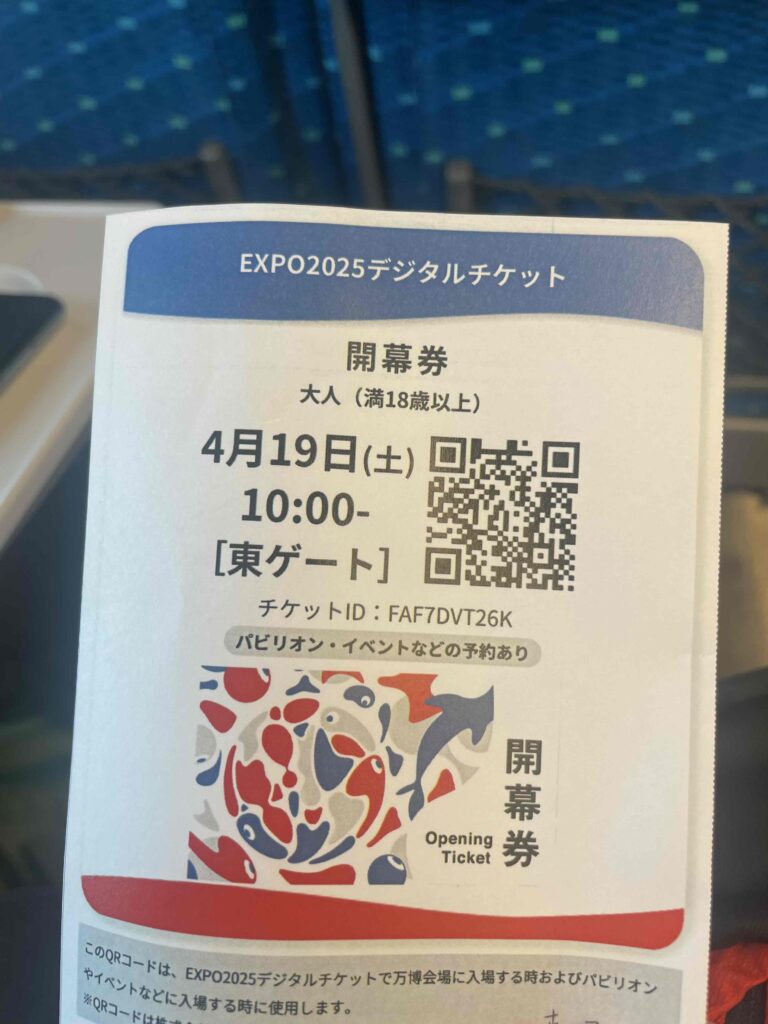 EXPO2025デジタルチケット
開幕券
大人（満18歳以上）
4月19日(土)
10:00-
[東ゲート]
チケットID：FAF7DVT26K
パビリオン・イベントなどの予約あり
開幕券
Opening
Ticket
このQRコードは、EXPO2025デジタルチケットで万博会場に入場する時およびパビリオン
やイベントなどに入場する時に使用します。
※QRコードは株式会